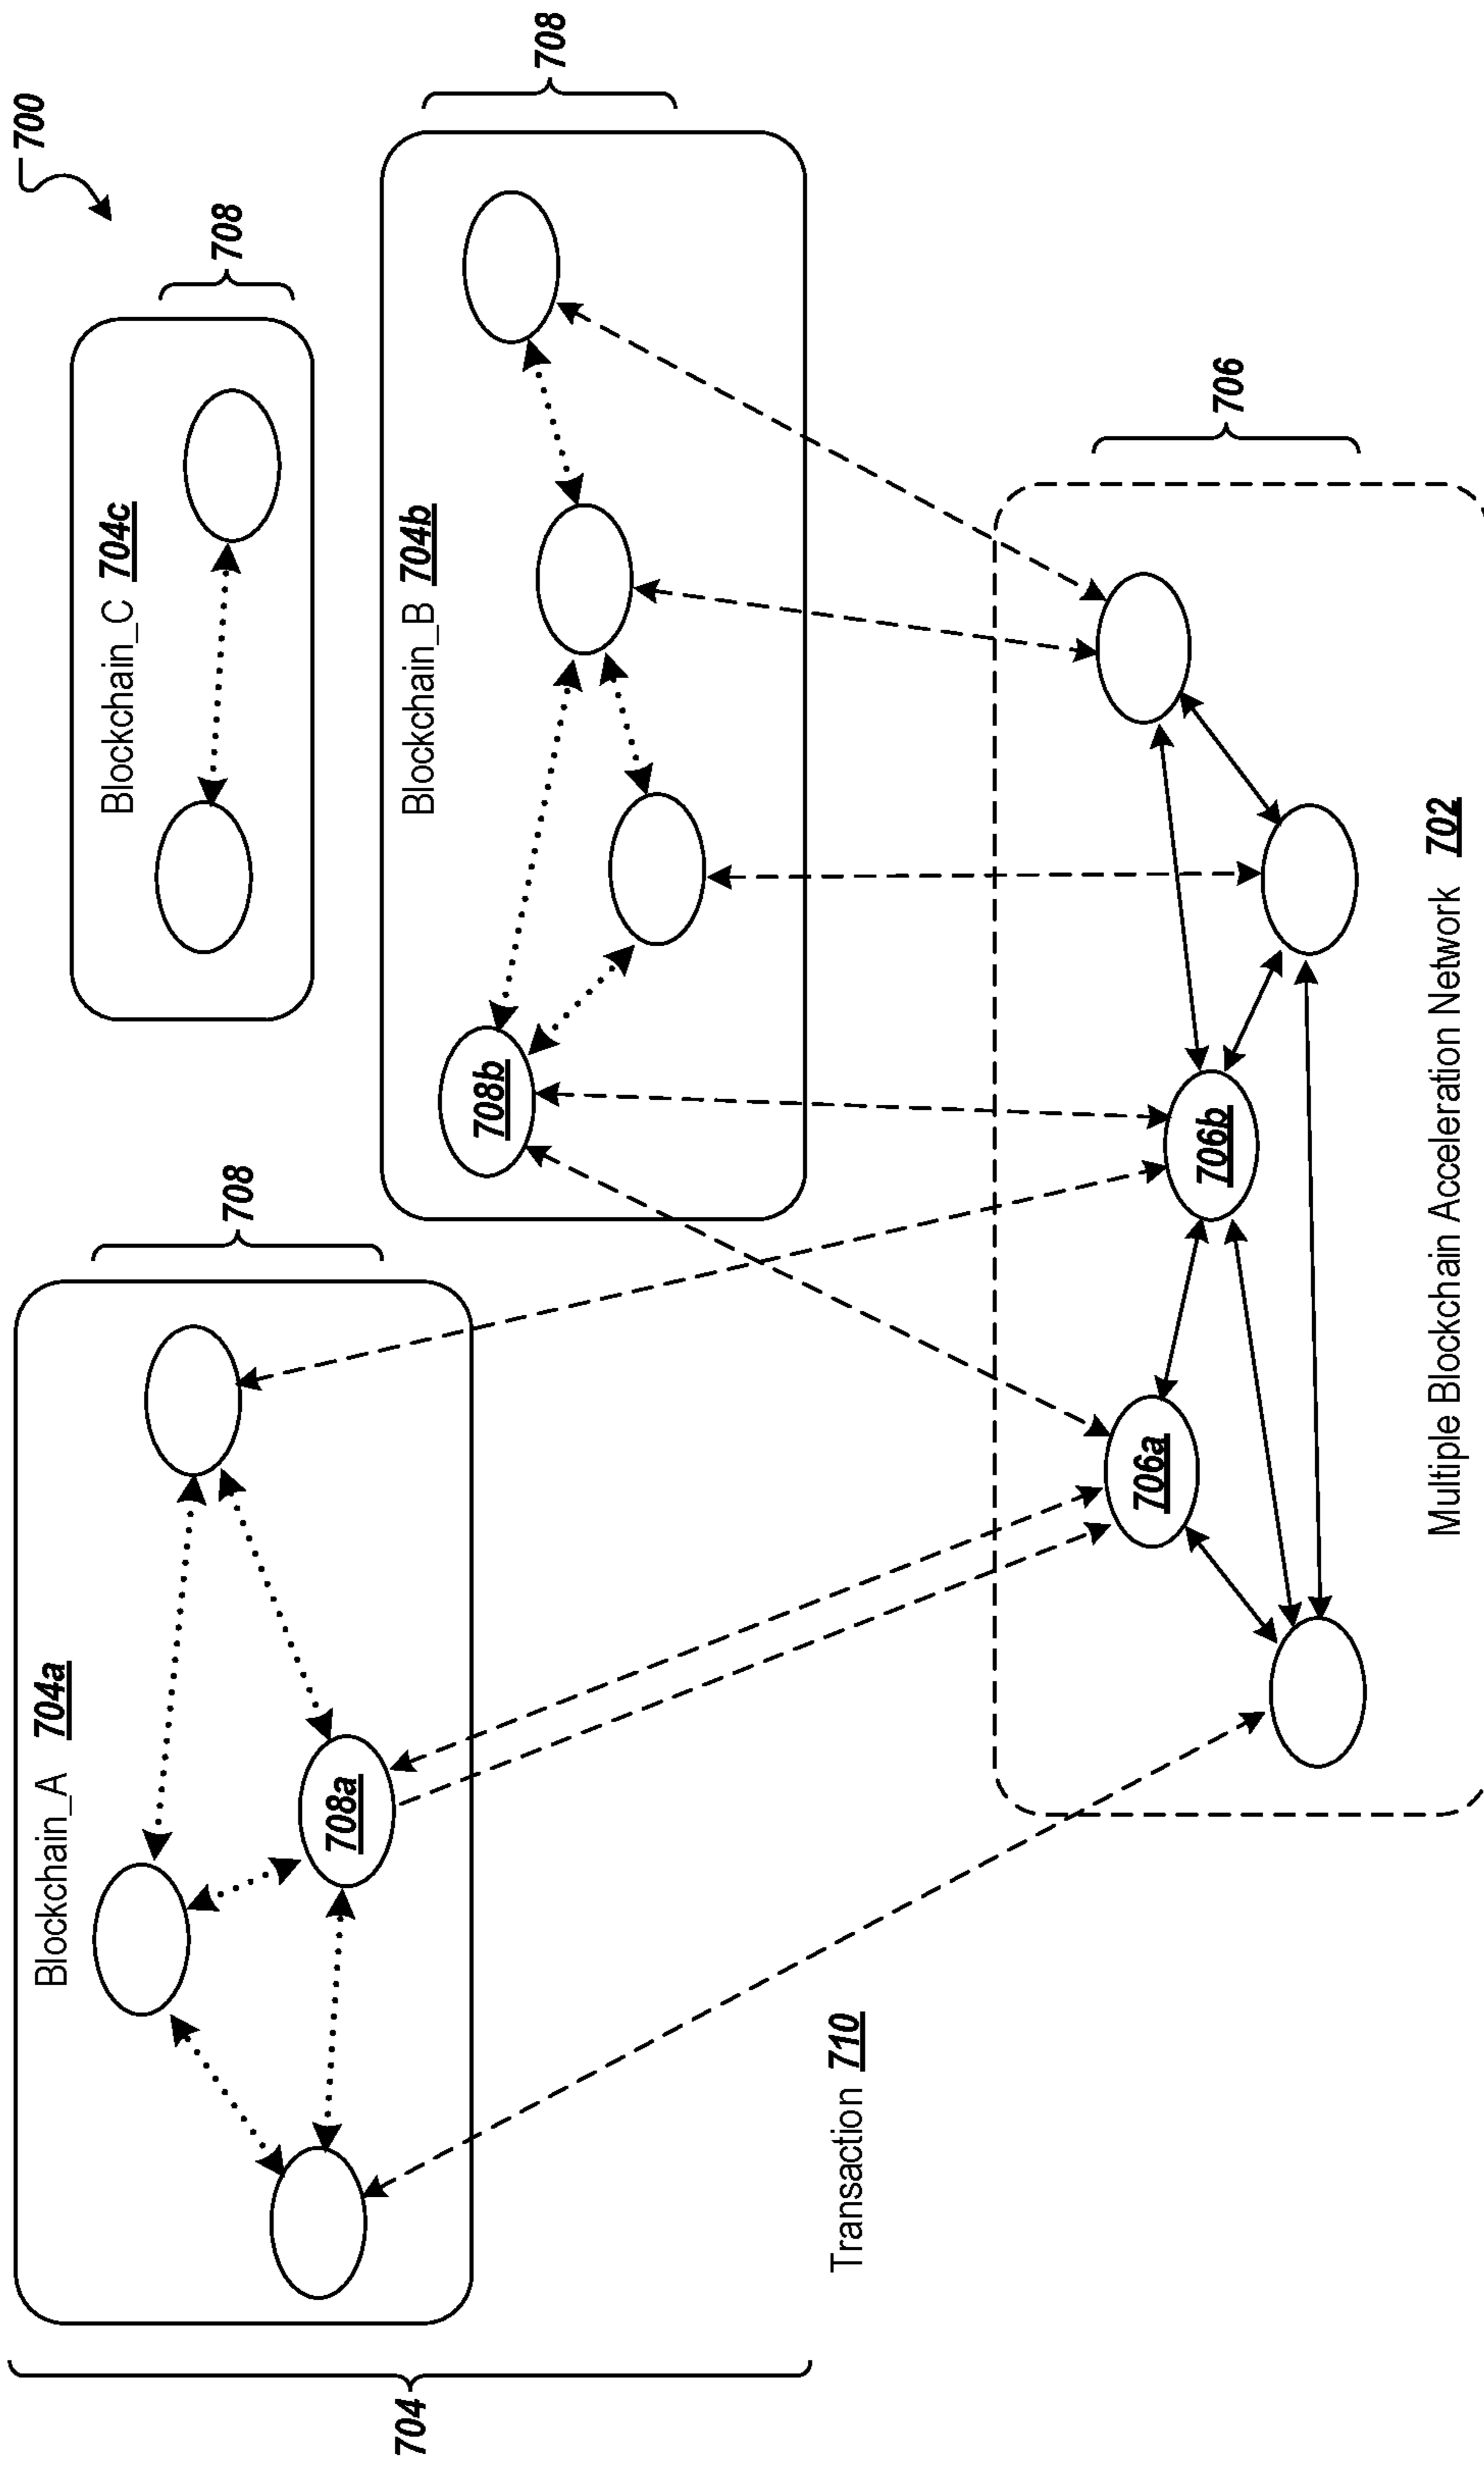 700
Blockchain_A 704a
708
Blockchain_C 704c
708
704
708a
Blockchain_B 704b
708
708b
Transaction 710
706a
706b
706
Multiple Blockchain Acceleration Network 702